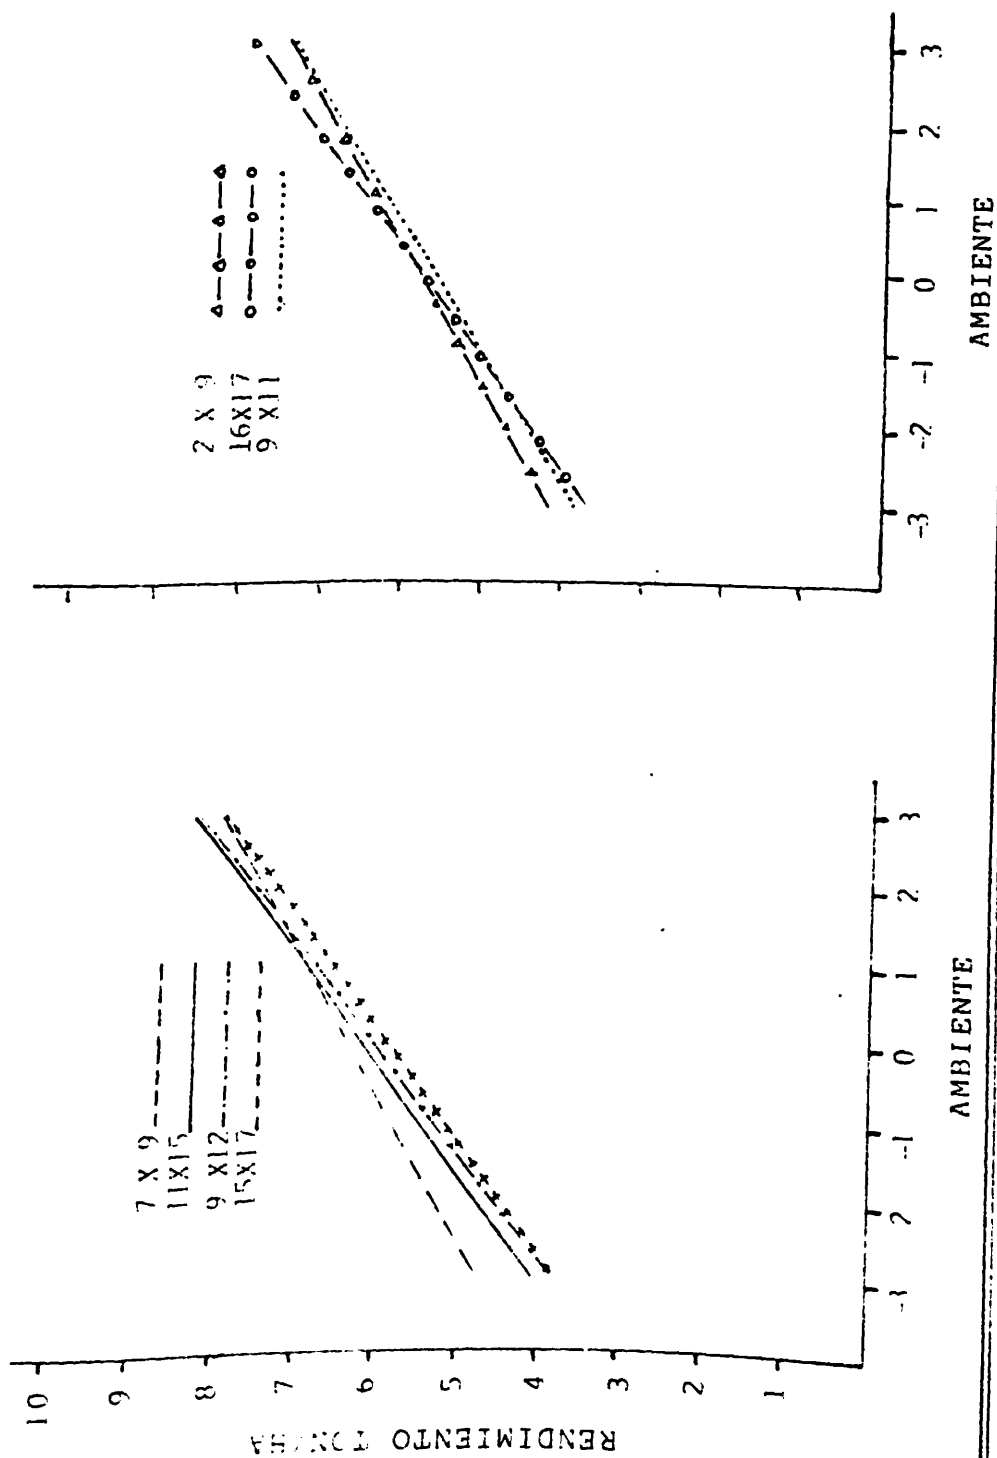 RENDIMIENTO TON/HA
10
9
8
7
6
5
4
3
2
1
7 X 9
11X15
9 X12
15X17
-3
-2
-1
0
1
2
3
AMBIENTE
2 X 9
16X17
9 X11
-3
-2
-1
0
1
2
3
AMBIENTE